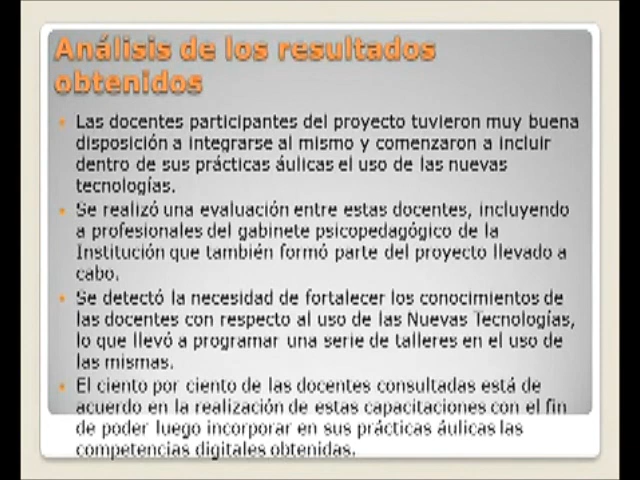 Análisis de los resultados
obtenidos
Las docentes participantes del proyecto tuvieron muy buena
disposición a integrarse al mismo y comenzaron a incluir
dentro de sus prácticas áulicas el uso de las nuevas
tecnologías.
Se realizó una evaluación entre estas docentes, incluyendo
a profesionales del gabinete psicopedagógico de la
Institución que también formó parte del proyecto llevado a
cabo.
Se detectó la necesidad de fortalecer los conocimientos de
las docentes con respecto al uso de las Nuevas Tecnologías,
lo que llevó a programar una serie de talleres en el uso de
las mismas.
El ciento por ciento de las docentes consultadas está de
acuerdo en la realización de estas capacitaciones con el fin
de poder luego incorporar en sus prácticas áulicas las
competencias digitales obtenidas.